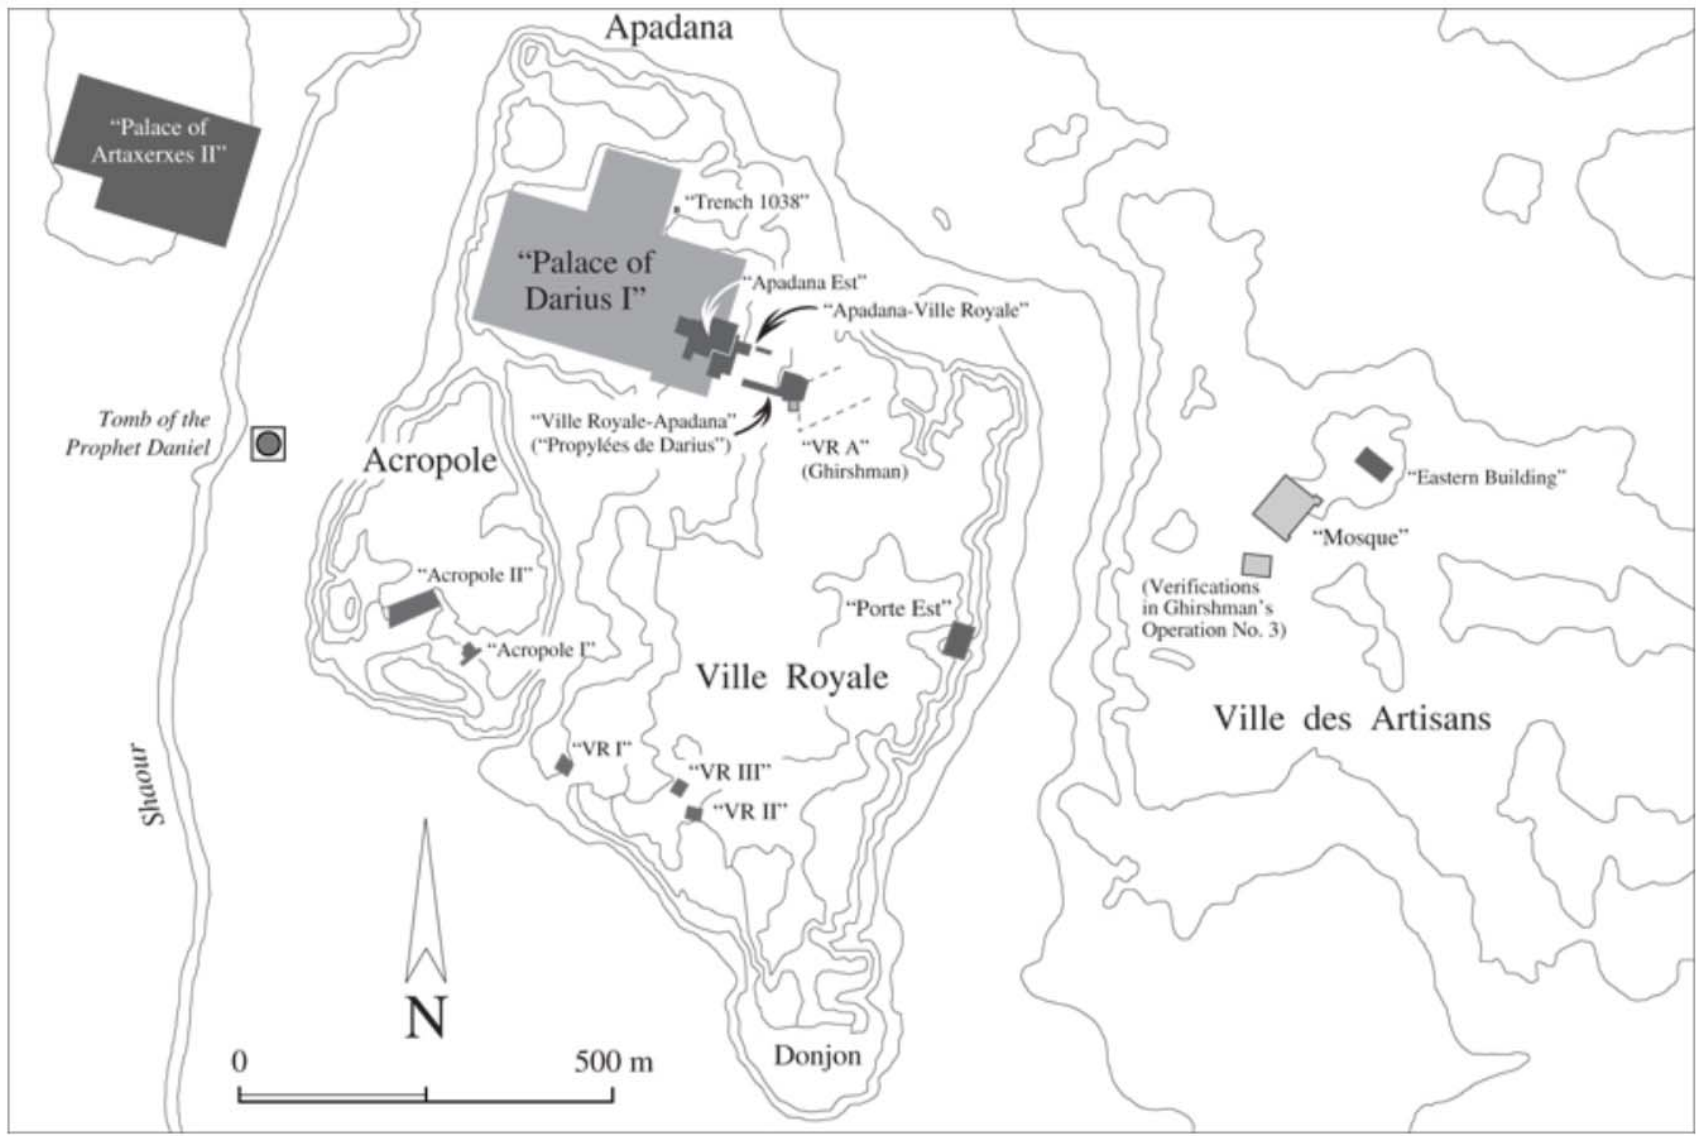 Apadana
“Palace of
Artaxerxes II”
“Trench 1038”
“Palace of
Darius I”
“Apadana Est”
“Apadana-Ville Royale”
“Ville Royale-Apadana”
(“Propylées de Darius”)
“VR A”
(Ghirshman)
Tomb of the
Prophet Daniel
Acropole
“Eastern Building”
“Mosque”
“Acropole II”
(Verifications
in Ghirshman’s
Operation No. 3)
“Porte Est”
“Acropole I”
Ville Royale
Ville des Artisans
“VR I”
“VR III”
“VR II”
Shaour
N
0
500 m
Donjon